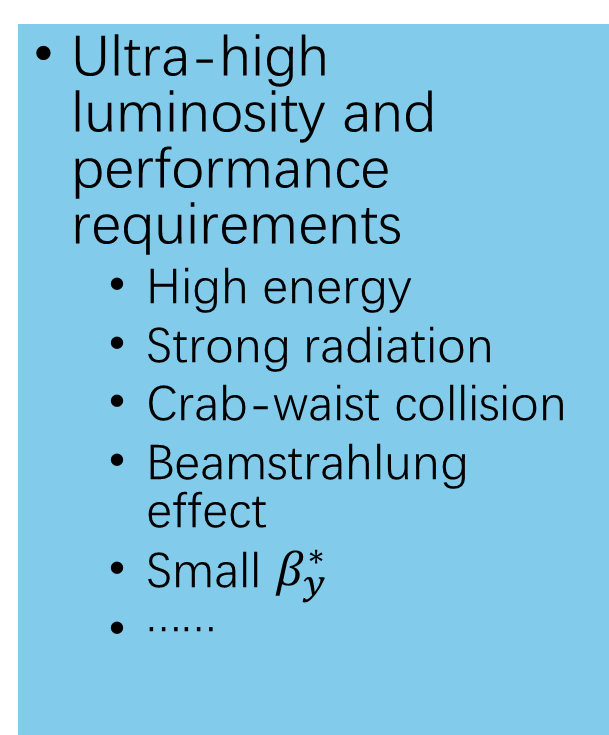 • Ultra-high
luminosity and
performance
requirements
• High energy
• Strong radiation
• Crab-waist collision
• Beamstrahlung
effect
• Small β*y
• ......